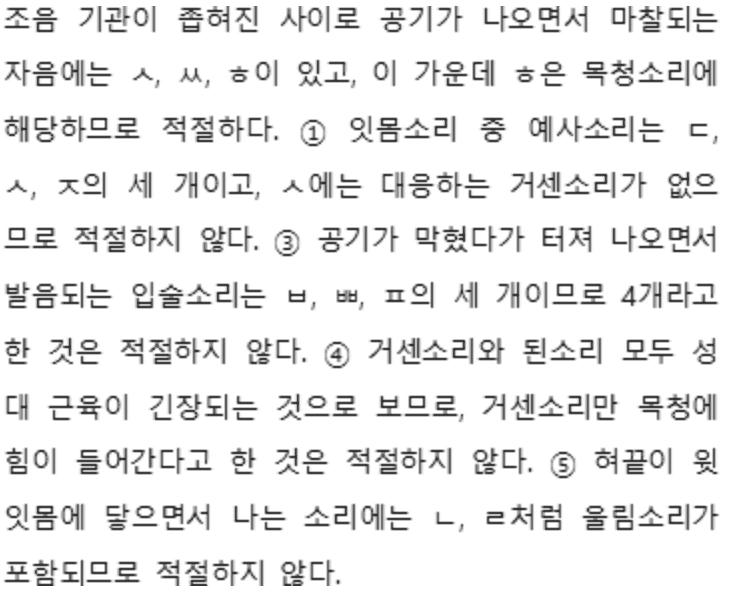 조음 기관이 좁혀진 사이로 공기가 나오면서 마찰되는
자음에는 ㅅ, ㅆ, ㅎ이 있고, 이 가운데 ㅎ은 목청소리에
해당하므로 적절하다. ① 잇몸소리 중 예사소리는 ㄷ,
ㅅ, ㅈ의 세 개이고, ㅅ에는 대응하는 거센소리가 없으
므로 적절하지 않다. ③ 공기가 막혔다가 터져 나오면서
발음되는 입술소리는 ㅂ, ㅃ, ㅍ의 세 개이므로 4개라고
한 것은 적절하지 않다. ④ 거센소리와 된소리 모두 성
대 근육이 긴장되는 것으로 보므로, 거센소리만 목청에
힘이 들어간다고 한 것은 적절하지 않다. ⑤ 혀끝이 윗
잇몸에 닿으면서 나는 소리에는 ㄴ, ㄹ처럼 울림소리가
포함되므로 적절하지 않다.